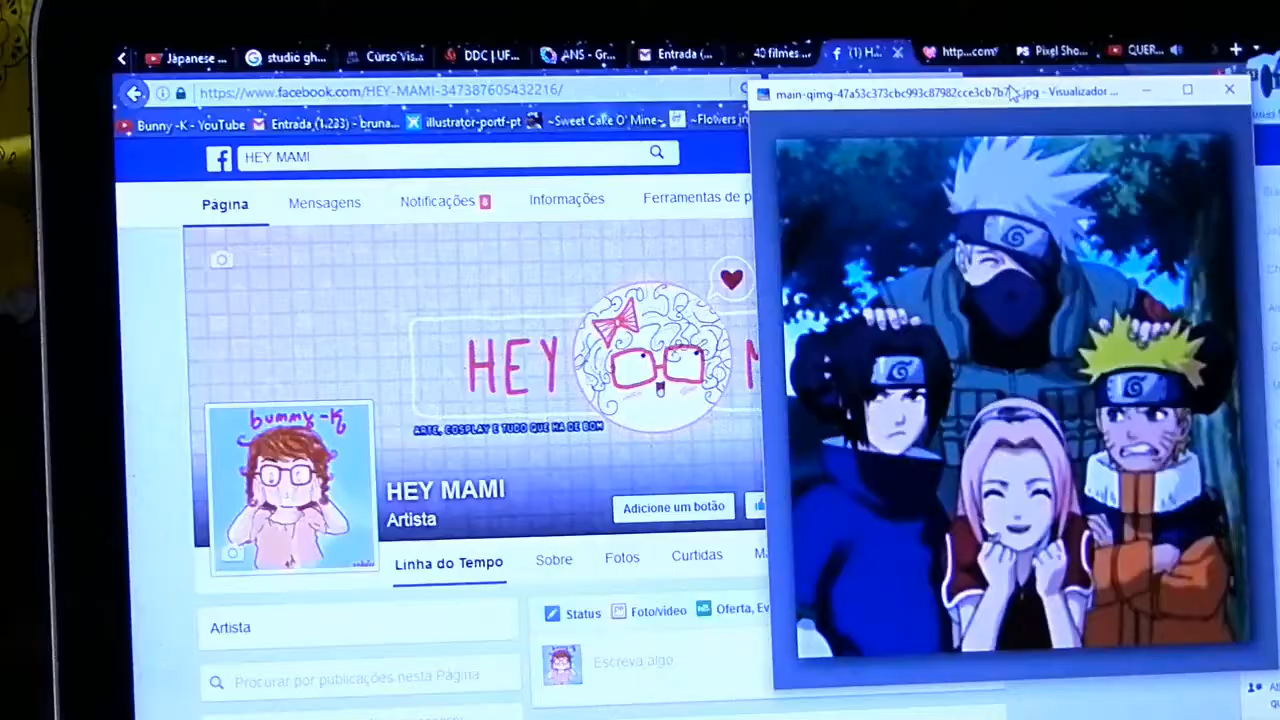 Japanese ...
studio gh...
Curso Vis...
DDC | UF...
ANS - Gr...
Entrada (...
40 filmes...
(1) H...
http...com/
PS Pixel Sho...
QUER...
https://www.facebook.com/HEY-MAMI-347387605432216/
main-qimg-47a53c373cbc993c87982cce3cb7b7 .jpg - Visualizador ...
Bunny -K - YouTube
Entrada (1.233) - bruna...
illustrator-portf-pt
~Sweet Cake O' Mine~
~Flowers in
HEY MAMI
Página
Mensagens
Notificações 8
Informações
Ferramentas de p
HEY M
ARTE, COSPLAY E TUDO QUE HA DE BOM
bummy-K
HEY MAMI
Artista
Adicione um botão
Linha do Tempo
Sobre
Fotos
Curtidas
Ma
Artista
Status
Foto/vídeo
Oferta, Ev
Procurar por publicações nesta Página
Escreva algo